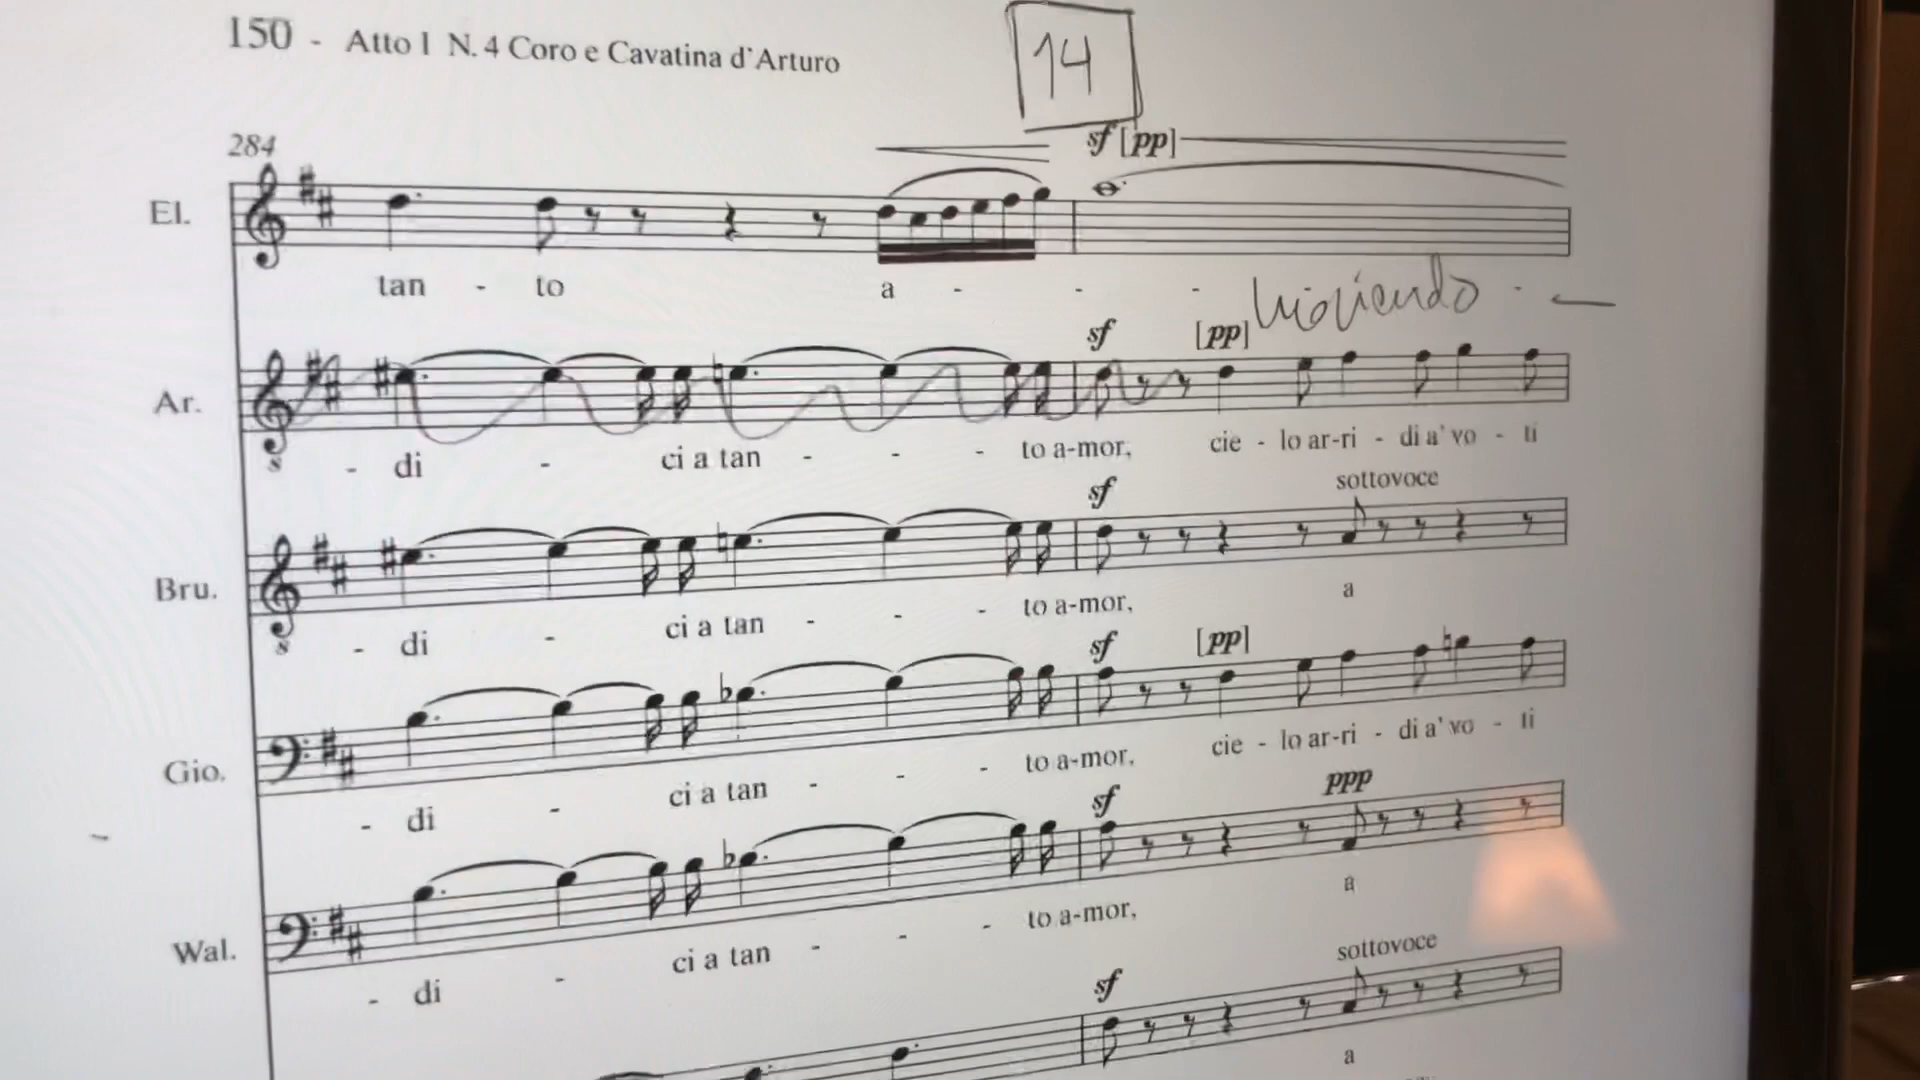 150 - Atto I N. 4 Coro e Cavatina d'Arturo
14
284
sf [pp]
El.
tan - to a - - -
sf [pp]
Ar.
- di - ci a tan - - - to a-mor, cie - lo ar-ri - di a' vo - ti
sf sottovoce
Bru.
- di - ci a tan - - - to a-mor, a
sf [pp]
Gio.
- di - ci a tan - - - to a-mor, cie - lo ar-ri - di a' vo - ti
sf ppp
Wal.
- di - ci a tan - - - to a-mor, a
sf sottovoce
a